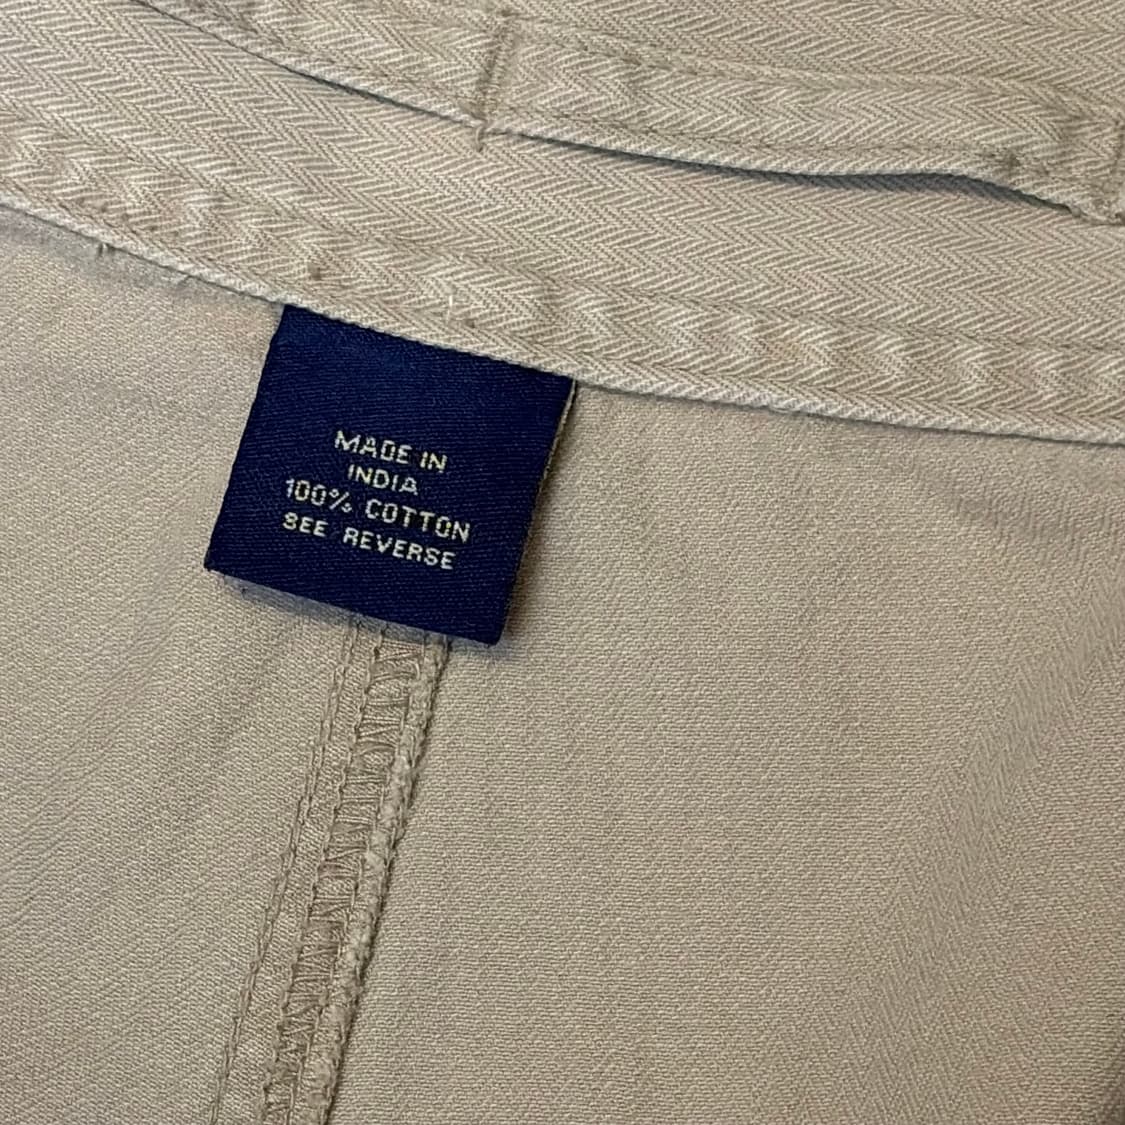 MADE IN
INDIA
100% COTTON
SEE REVERSE